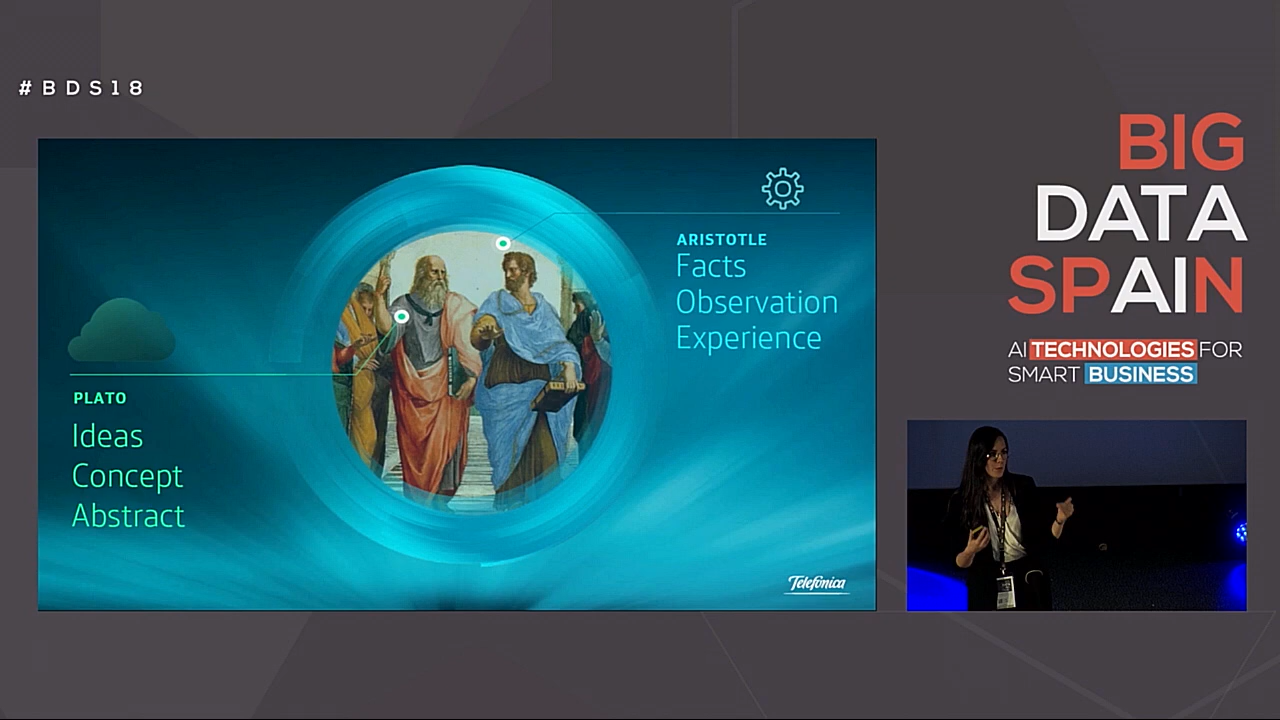 #BDS18
BIG
DATA
SPAIN
AI TECHNOLOGIES FOR
SMART BUSINESS
ARISTOTLE
Facts
Observation
Experience
PLATO
Ideas
Concept
Abstract
Telefónica